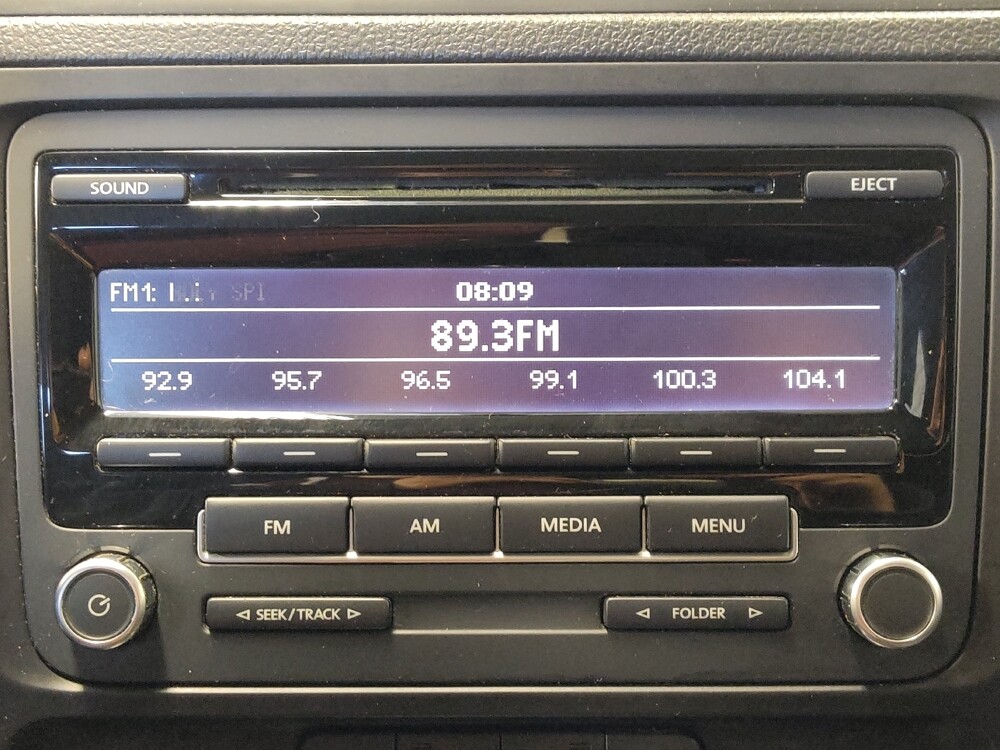 SOUND EJECT
FM1: 08:09
89.3FM
92.9 95.7 96.5 99.1 100.3 104.1
FM AM MEDIA MENU
SEEK/TRACK FOLDER